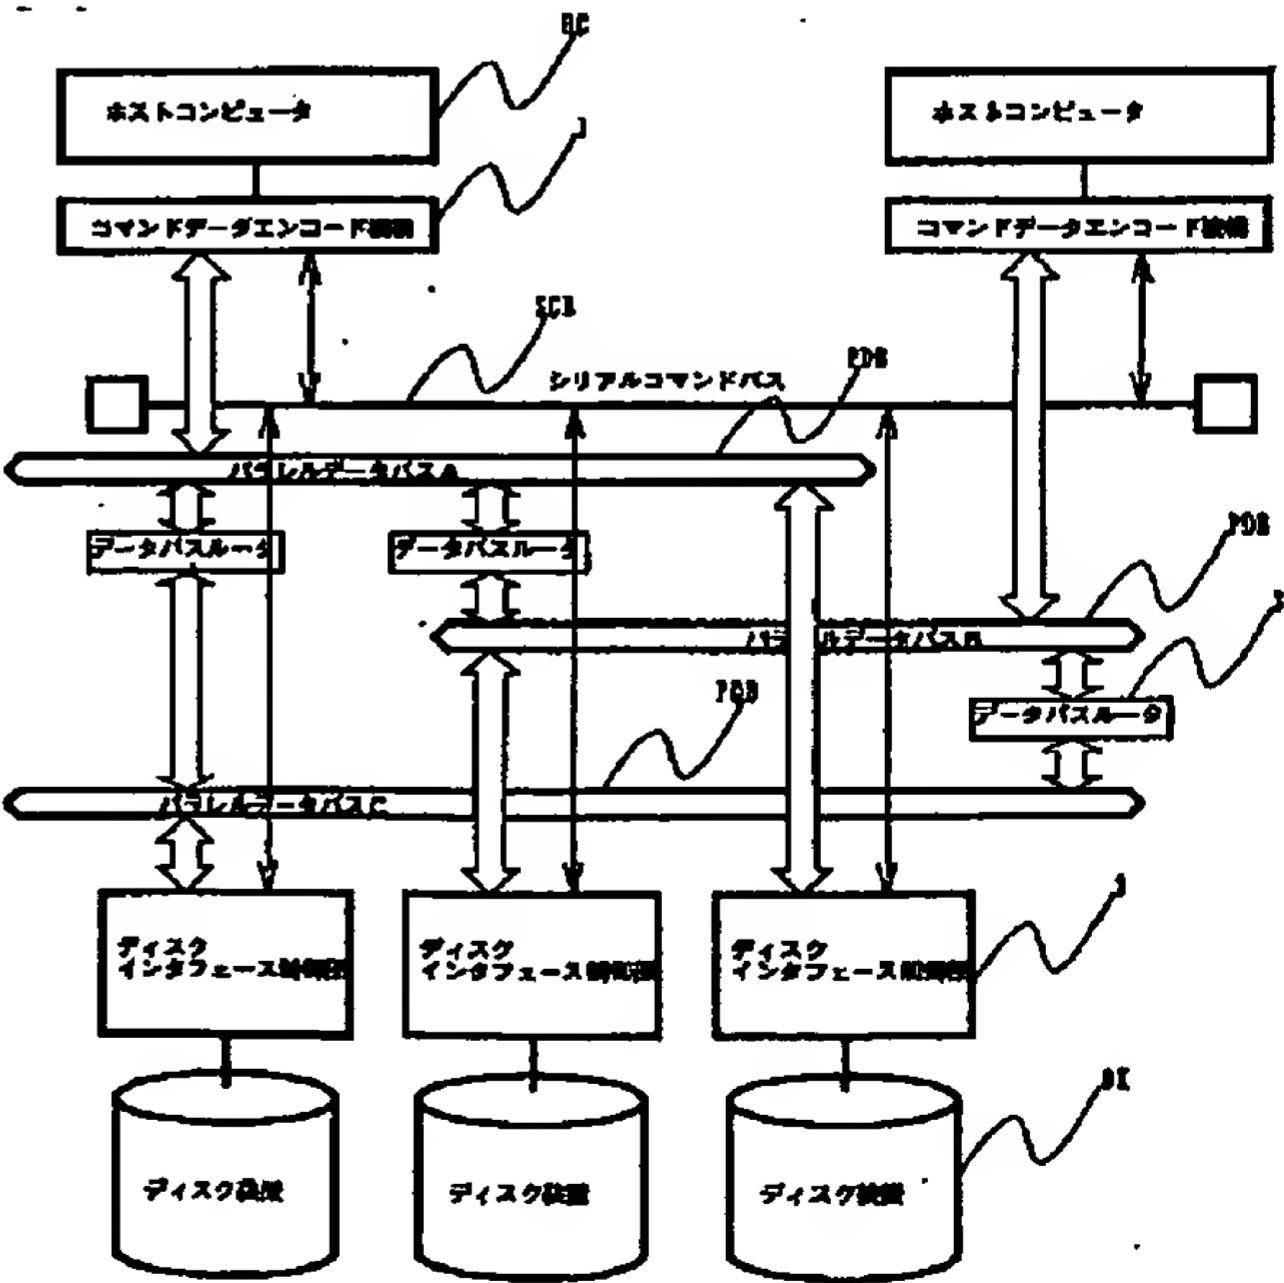 HC
ホストコンピュータ
ホストコンピュータ
1
コマンドデータエンコード機構
コマンドデータエンコード機構
SCB
シリアルコマンドバス
PDB
パラレルデータバスA
データバスルータ
データバスルータ
PDB
パラレルデータバスB
PDB
データバスルータ
パラレルデータバスC
3
ディスク
インタフェース制御部
ディスク
インタフェース制御部
ディスク
インタフェース制御部
DK
ディスク装置
ディスク装置
ディスク装置